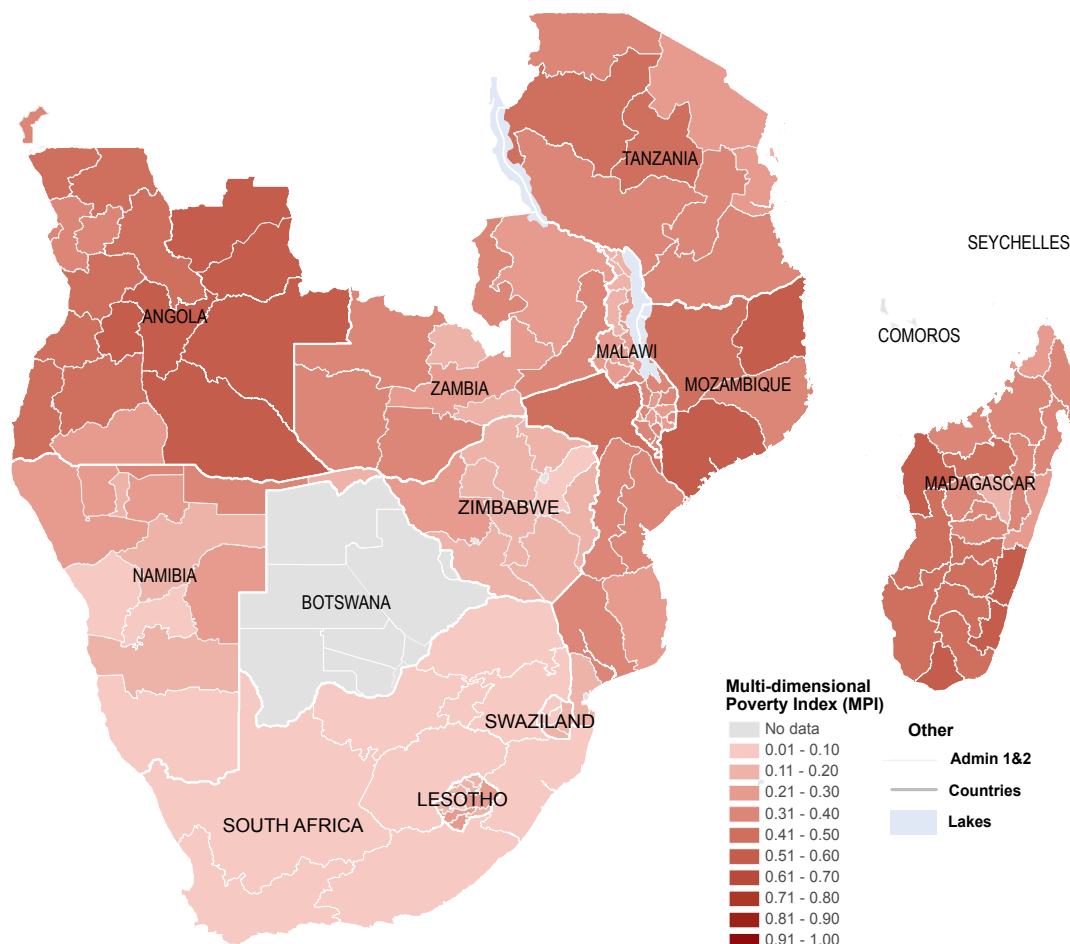 TANZANIA
SEYCHELLES
ANGOLA
COMOROS
MALAWI
ZAMBIA
MOZAMBIQUE
MADAGASCAR
ZIMBABWE
NAMIBIA
BOTSWANA
SWAZILAND
LESOTHO
SOUTH AFRICA
Multi-dimensional
Poverty Index (MPI)
No data
0.01 - 0.10
0.11 - 0.20
0.21 - 0.30
0.31 - 0.40
0.41 - 0.50
0.51 - 0.60
0.61 - 0.70
0.71 - 0.80
0.81 - 0.90
0.91 - 1.00
Other
Admin 1&2
Countries
Lakes